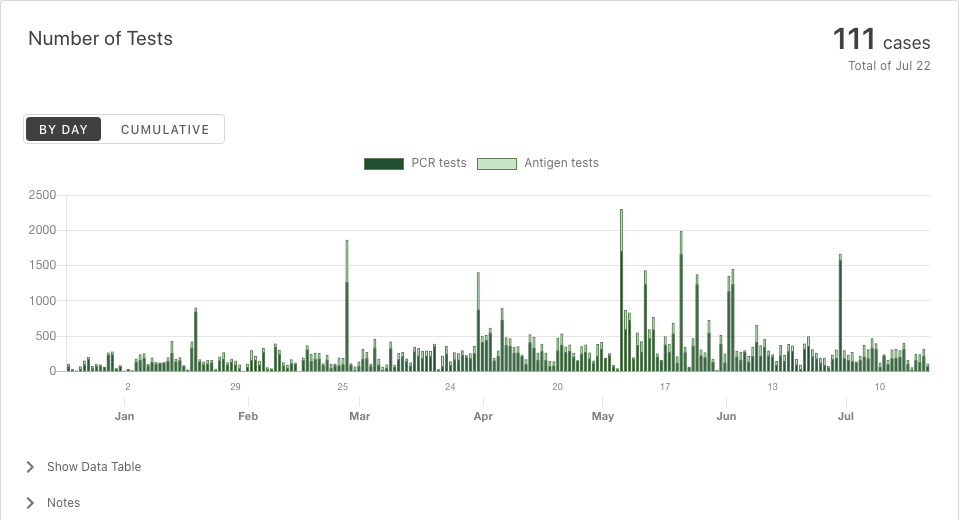 Number of Tests
111 cases
Total of Jul 22
BY DAY CUMULATIVE
PCR tests Antigen tests
2500
2000
1500
1000
500
0
2 29 25 24 20 17 13 10
Jan Feb Mar Apr May Jun Jul
Show Data Table
Notes